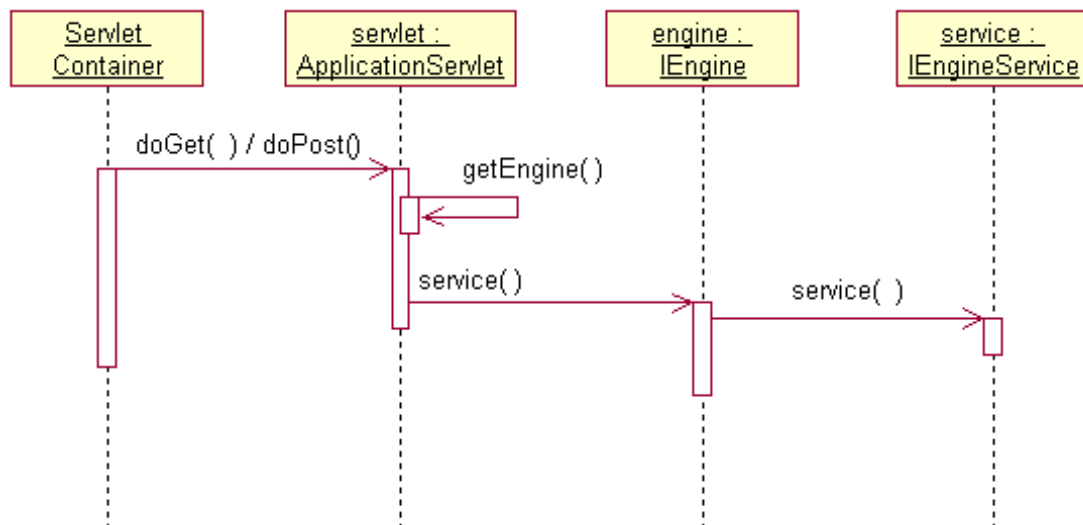 Servlet
Container
servlet :
ApplicationServlet
engine :
IEngine
service :
IEngineService
doGet( ) / doPost()
getEngine( )
service( )
service( )